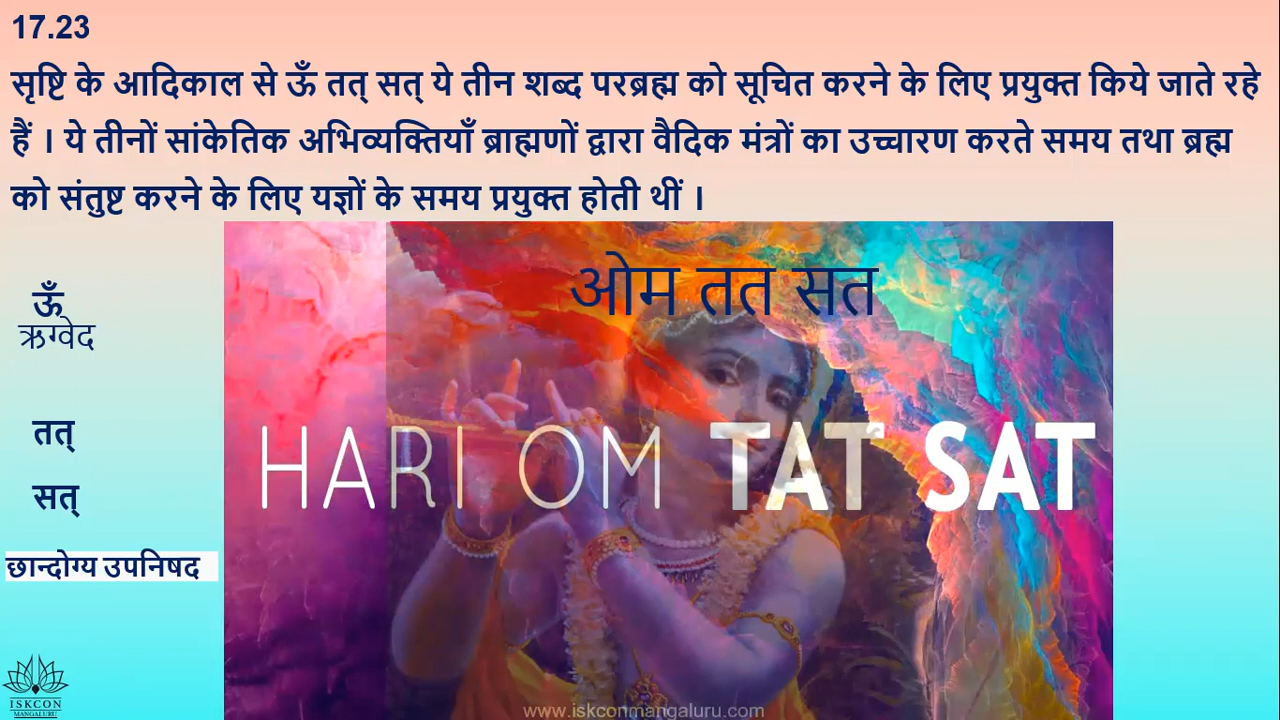 17.23
सृष्टि के आदिकाल से ऊँ तत् सत् ये तीन शब्द परब्रह्म को सूचित करने के लिए प्रयुक्त किये जाते रहे
हैं । ये तीनों सांकेतिक अभिव्यक्तियाँ ब्राह्मणों द्वारा वैदिक मंत्रों का उच्चारण करते समय तथा ब्रह्म
को संतुष्ट करने के लिए यज्ञों के समय प्रयुक्त होती थीं ।
ओम तत सत
ऊँ
ऋग्वेद
तत्
सत्
HARI OM TAT SAT
छान्दोग्य उपनिषद
ISKCON
MANGALURU
www.iskconmangaluru.com